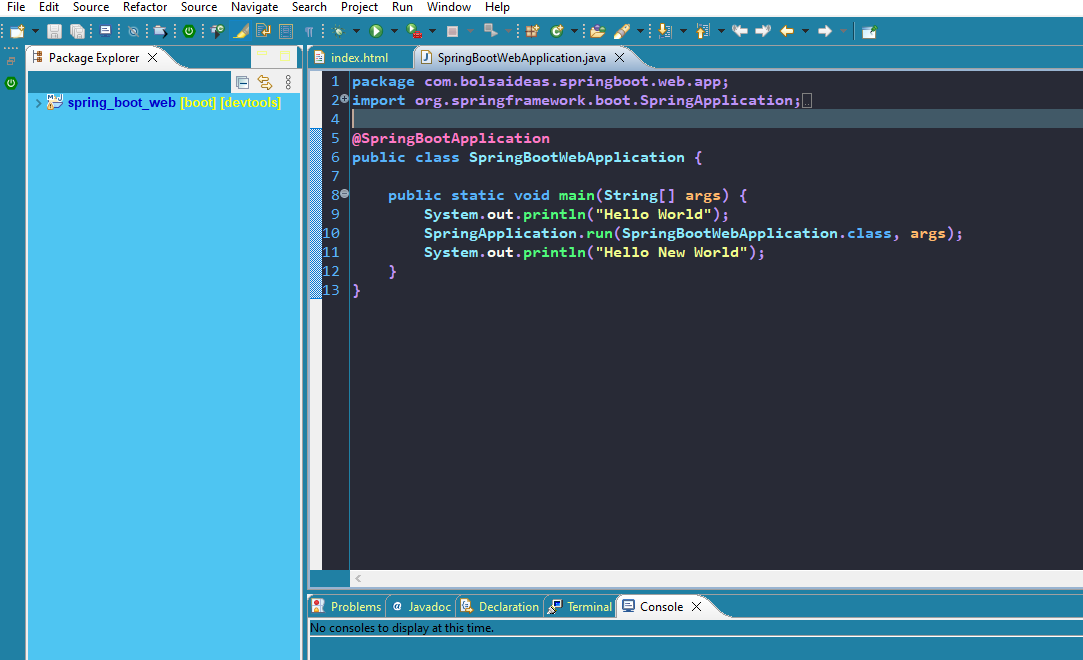 File Edit Source Refactor Source Navigate Search Project Run Window Help
Package Explorer
spring_boot_web [boot] [devtools]
index.html SpringBootWebApplication.java
1 package com.bolsaideas.springboot.web.app;
2 import org.springframework.boot.SpringApplication;
4
5 @SpringBootApplication
6 public class SpringBootWebApplication {
7
8 public static void main(String[] args) {
9 System.out.println("Hello World");
10 SpringApplication.run(SpringBootWebApplication.class, args);
11 System.out.println("Hello New World");
12 }
13 }
Problems @ Javadoc Declaration Terminal Console
No consoles to display at this time.